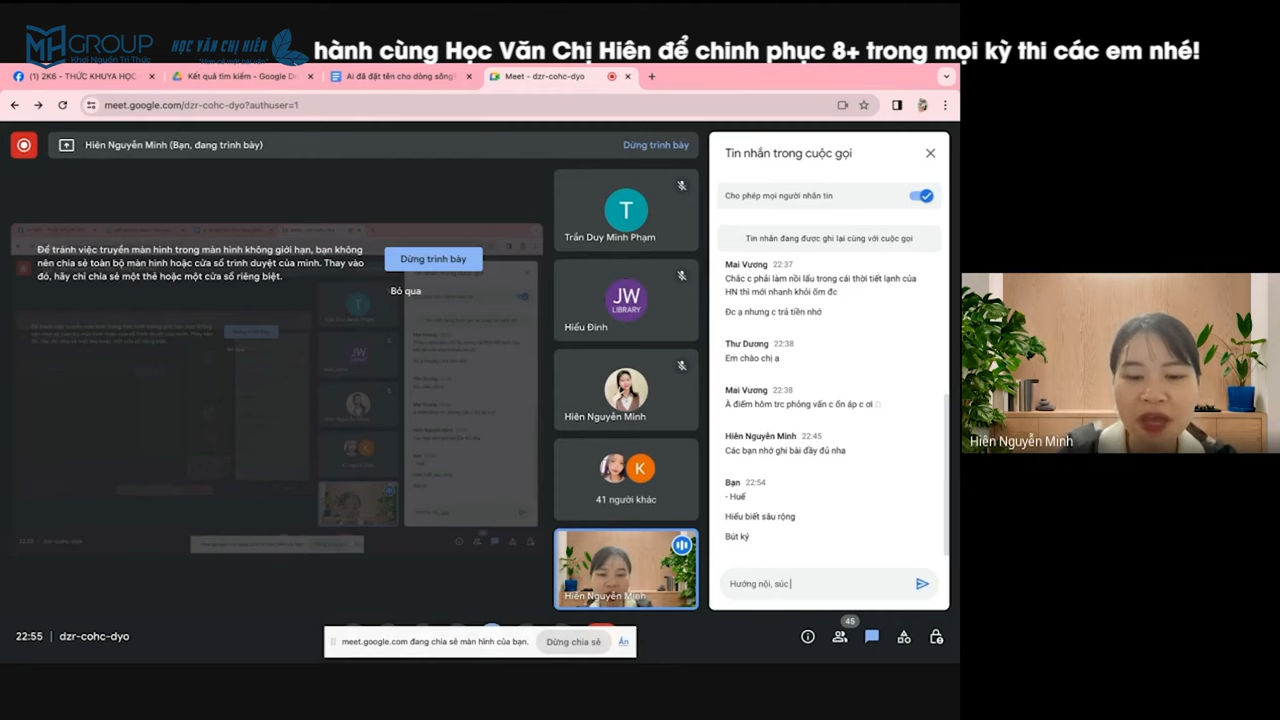 MH GROUP
Khơi Nguồn Tri Thức
HỌC VĂN CHỊ HIÊN
hành cùng Học Văn Chị Hiên để chinh phục 8+ trong mọi kỳ thi các em nhé!
(1) 2K6 - THỨC KHUYA HỌC
Kết quả tìm kiếm - Google Dr
Ai đã đặt tên cho dòng sông
Meet - dzr-cohc-dyo
meet.google.com/dzr-cohc-dyo?authuser=1
Hiên Nguyễn Minh (Bạn, đang trình bày)
Dừng trình bày
Để tránh việc truyền màn hình trong màn hình không giới hạn, bạn không
nên chia sẻ toàn bộ màn hình hoặc cửa sổ trình duyệt của mình. Thay vào
đó, hãy chỉ chia sẻ một thẻ hoặc một cửa sổ riêng biệt.
Dừng trình bày
Bỏ qua
T
Trần Duy Minh Phạm
JW
LIBRARY
Hiếu Đinh
Hiên Nguyễn Minh
K
41 người khác
Hiên Nguyễn Minh
Tin nhắn trong cuộc gọi
Cho phép mọi người nhắn tin
Tin nhắn đang được ghi lại cùng với cuộc gọi
Mai Vương 22:37
Chắc c phải làm nồi lẩu trong cái thời tiết lạnh của
HN thì mới nhanh khỏi ốm đc
Đc ạ nhưng c trả tiền nhớ
Thư Dương 22:38
Em chào chị ạ
Mai Vương 22:38
À điểm hôm trc phỏng vấn c ổn áp c ơi
Hiên Nguyễn Minh 22:45
Các bạn nhớ ghi bài đầy đủ nha
Bạn 22:54
- Huế
Hiểu biết sâu rộng
Bút ký
Hướng nội, súc
22:55 | dzr-cohc-dyo
meet.google.com đang chia sẻ màn hình của bạn.
Dừng chia sẻ
Ẩn
45
Hiên Nguyễn Minh